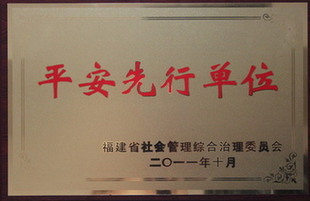 平安先行单位
福建省社会管理综合治理委员会
二〇一一年十月